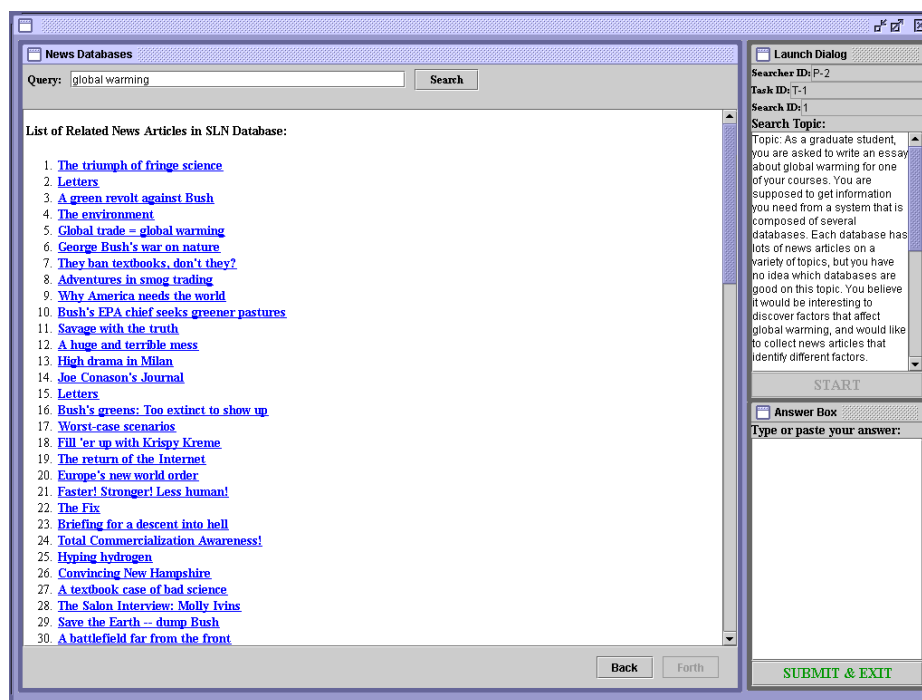 News Databases
Query: global warming Search
List of Related News Articles in SLN Database:
1. The triumph of fringe science
2. Letters
3. A green revolt against Bush
4. The environment
5. Global trade = global warming
6. George Bush's war on nature
7. They ban textbooks, don't they?
8. Adventures in smog trading
9. Why America needs the world
10. Bush's EPA chief seeks greener pastures
11. Savage with the truth
12. A huge and terrible mess
13. High drama in Milan
14. Joe Conason's Journal
15. Letters
16. Bush's greens: Too extinct to show up
17. Worst-case scenarios
18. Fill 'er up with Krispy Kreme
19. The return of the Internet
20. Europe's new world order
21. Faster! Stronger! Less human!
22. The Fix
23. Briefing for a descent into hell
24. Total Commercialization Awareness!
25. Hyping hydrogen
26. Convincing New Hampshire
27. A textbook case of bad science
28. The Salon Interview: Molly Ivins
29. Save the Earth -- dump Bush
30. A battlefield far from the front
Back Forth
Launch Dialog
Searcher ID: P-2
Task ID: T-1
Search ID: 1
Search Topic:
Topic: As a graduate student,
you are asked to write an essay
about global warming for one
of your courses. You are
supposed to get information
you need from a system that is
composed of several
databases. Each database has
lots of news articles on a
variety of topics, but you have
no idea which databases are
good on this topic. You believe
it would be interesting to
discover factors that affect
global warming, and would like
to collect news articles that
identify different factors.
START
Answer Box
Type or paste your answer:
SUBMIT & EXIT